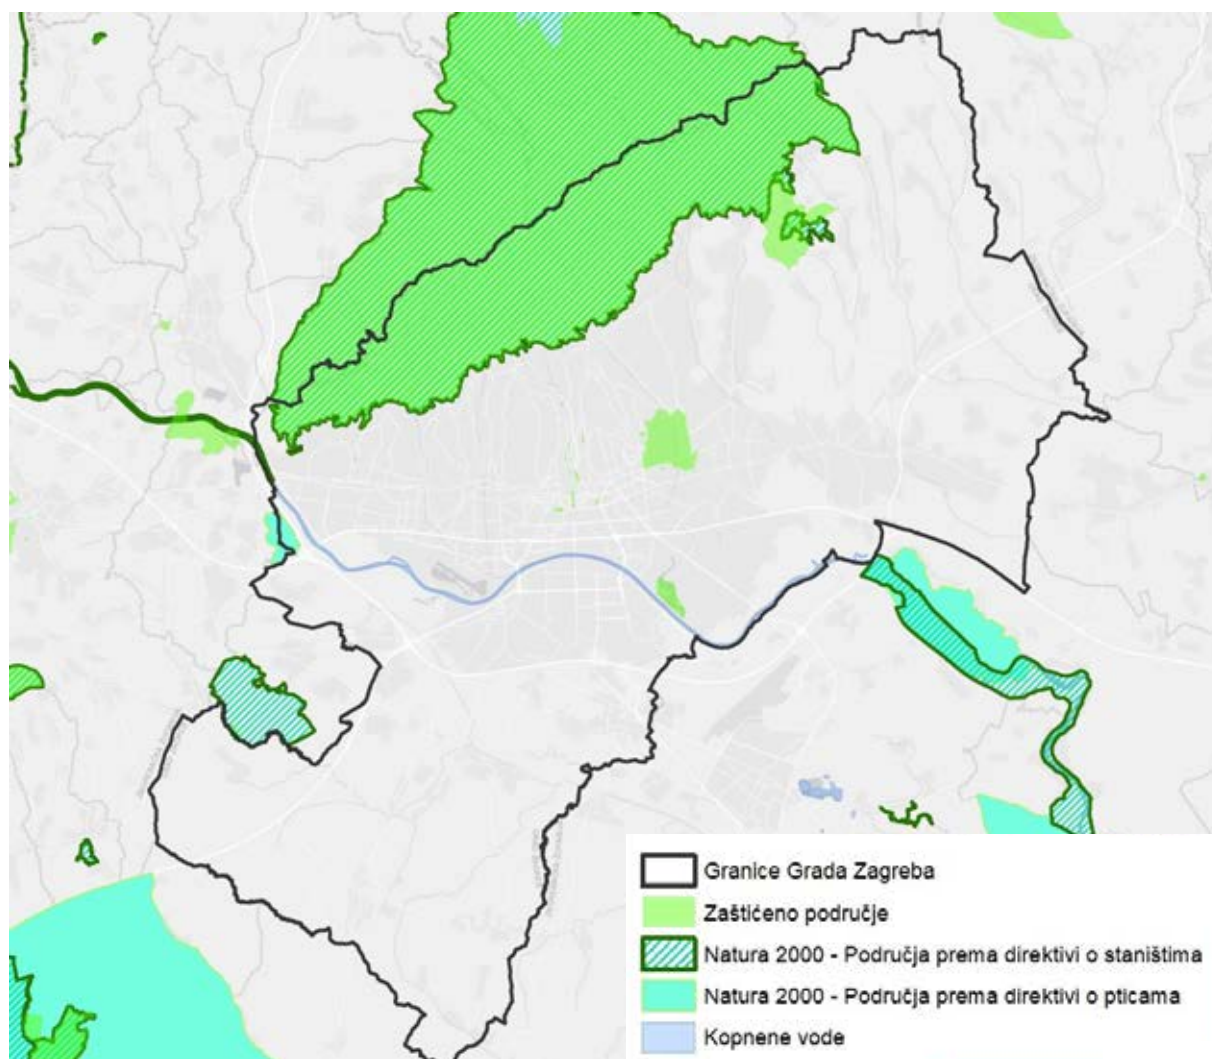 Granice Grada Zagreba
Zaštićeno područje
Natura 2000 - Područja prema direktivi o staništima
Natura 2000 - Područja prema direktivi o pticama
Kopnene vode